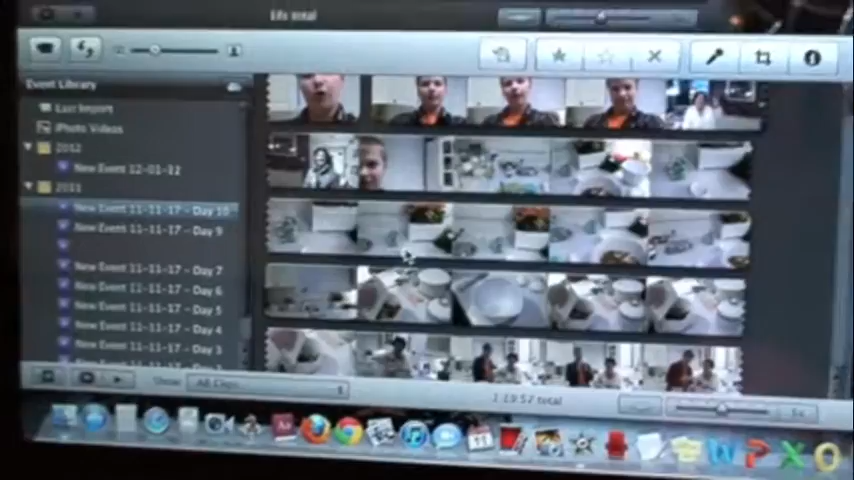 total
Event Library
Last Import
iPhoto Videos
2012
New Event 12-01-12
2011
New Event 11-11-17 - Day 10
New Event 11-11-17 - Day 9
New Event 11-11-17 - Day 7
New Event 11-11-17 - Day 6
New Event 11-11-17 - Day 5
New Event 11-11-17 - Day 4
New Event 11-11-17 - Day 3
Show: All Clips
1:19:57 total
5s